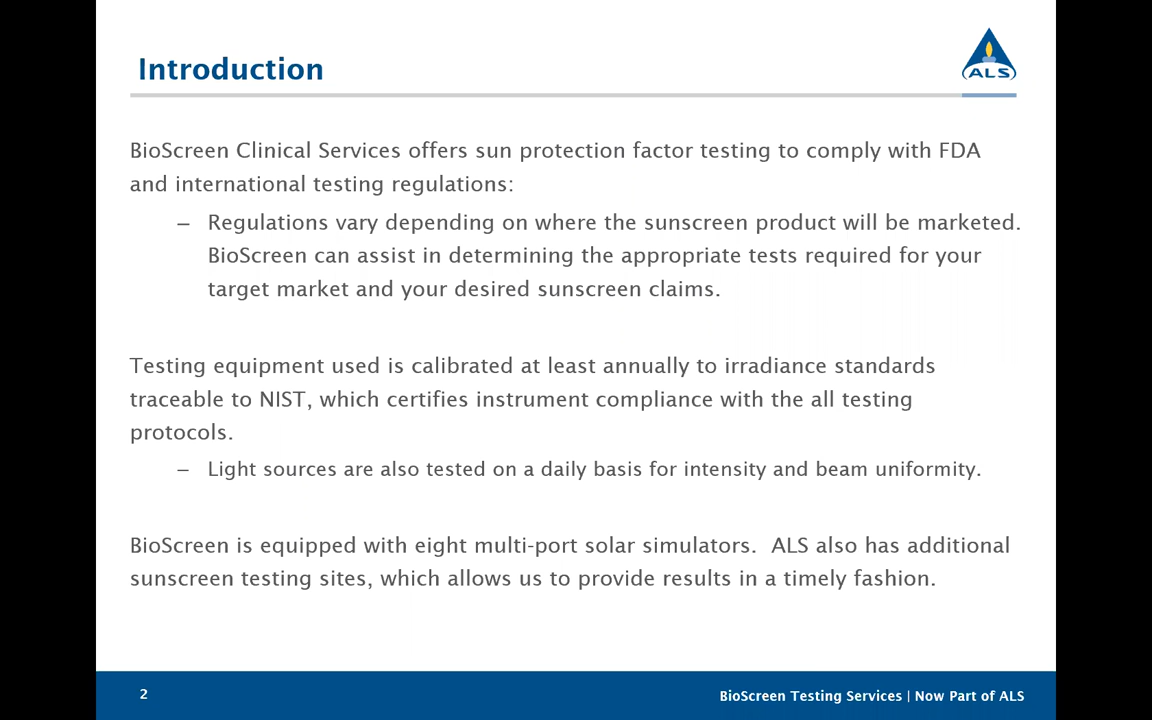 Introduction
ALS
BioScreen Clinical Services offers sun protection factor testing to comply with FDA
and international testing regulations:
– Regulations vary depending on where the sunscreen product will be marketed.
BioScreen can assist in determining the appropriate tests required for your
target market and your desired sunscreen claims.
Testing equipment used is calibrated at least annually to irradiance standards
traceable to NIST, which certifies instrument compliance with the all testing
protocols.
– Light sources are also tested on a daily basis for intensity and beam uniformity.
BioScreen is equipped with eight multi-port solar simulators.  ALS also has additional
sunscreen testing sites, which allows us to provide results in a timely fashion.
2
BioScreen Testing Services | Now Part of ALS